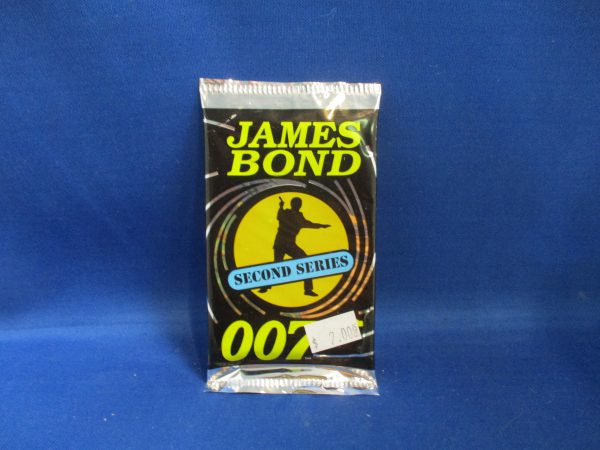 JAMES
BOND
SECOND SERIES
007
$ 2.00